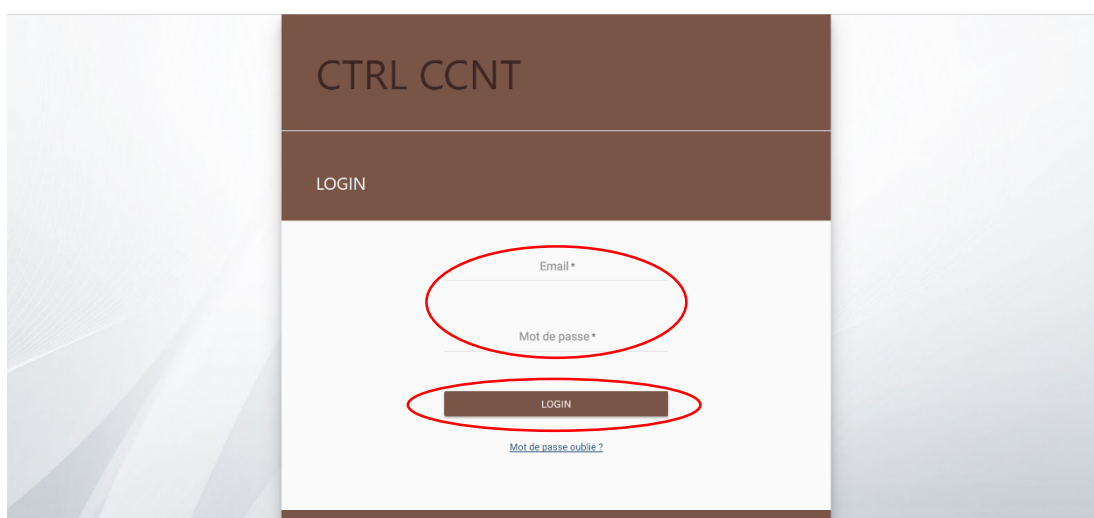 CTRL CCNT
LOGIN
Email *
Mot de passe *
LOGIN
Mot de passe oublié ?